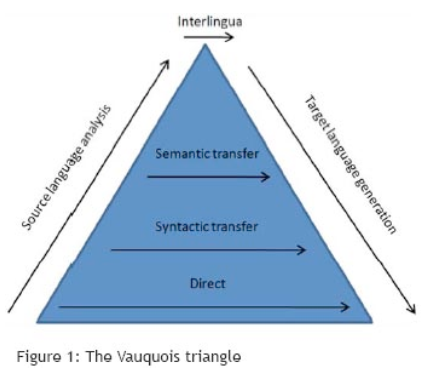 Interlingua
Source language analysis
Target language generation
Semantic transfer
Syntactic transfer
Direct
Figure 1: The Vauquois triangle